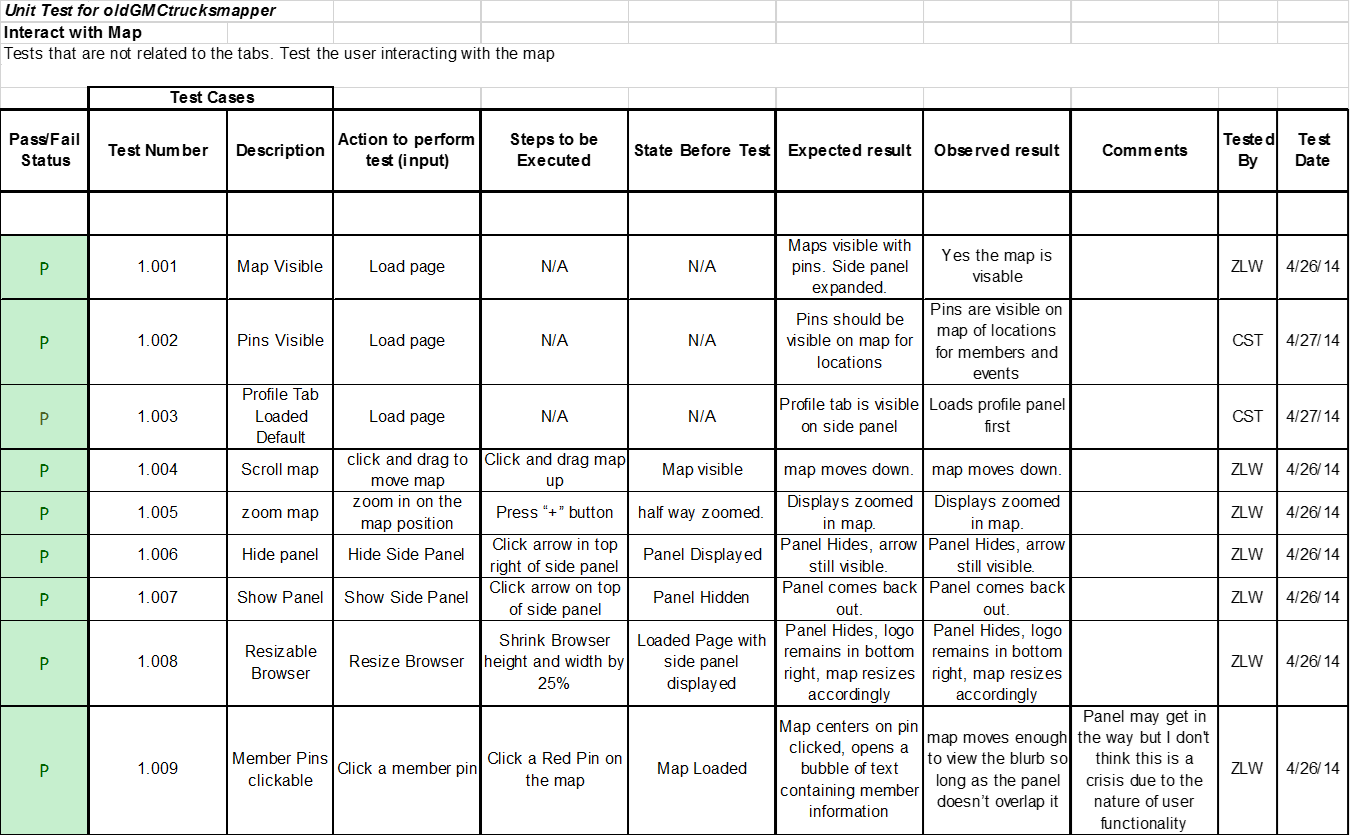 Unit Test for oldGMCtrucksmapper
Interact with Map
Tests that are not related to the tabs. Test the user interacting with the map
Test Cases
Pass/Fail
Status
Test Number
Description
Action to perform
test (input)
Steps to be
Executed
State Before Test
Expected result
Observed result
Comments
Tested
By
Test
Date
P
1.001
Map Visible
Load page
N/A
N/A
Maps visible with
pins. Side panel
expanded.
Yes the map is
visable
ZLW
4/26/14
P
1.002
Pins Visible
Load page
N/A
N/A
Pins should be
visible on map for
locations
Pins are visible on
map of locations
for members and
events
CST
4/27/14
P
1.003
Profile Tab
Loaded
Default
Load page
N/A
N/A
Profile tab is visible
on side panel
Loads profile panel
first
CST
4/27/14
P
1.004
Scroll map
click and drag to
move map
Click and drag map
up
Map visible
map moves down.
map moves down.
ZLW
4/26/14
P
1.005
zoom map
zoom in on the
map position
Press “+” button
half way zoomed.
Displays zoomed
in map.
Displays zoomed
in map.
ZLW
4/26/14
P
1.006
Hide panel
Hide Side Panel
Click arrow in top
right of side panel
Panel Displayed
Panel Hides, arrow
still visible.
Panel Hides, arrow
still visible.
ZLW
4/26/14
P
1.007
Show Panel
Show Side Panel
Click arrow on top
of side panel
Panel Hidden
Panel comes back
out.
Panel comes back
out.
ZLW
4/26/14
P
1.008
Resizable
Browser
Resize Browser
Shrink Browser
height and width by
25%
Loaded Page with
side panel
displayed
Panel Hides, logo
remains in bottom
right, map resizes
accordingly
Panel Hides, logo
remains in bottom
right, map resizes
accordingly
ZLW
4/26/14
P
1.009
Member Pins
clickable
Click a member pin
Click a Red Pin on
the map
Map Loaded
Map centers on pin
clicked, opens a
bubble of text
containing member
information
map moves enough
to view the blurb so
long as the panel
doesn’t overlap it
Panel may get in
the way but I don't
think this is a
crisis due to the
nature of user
functionality
ZLW
4/26/14